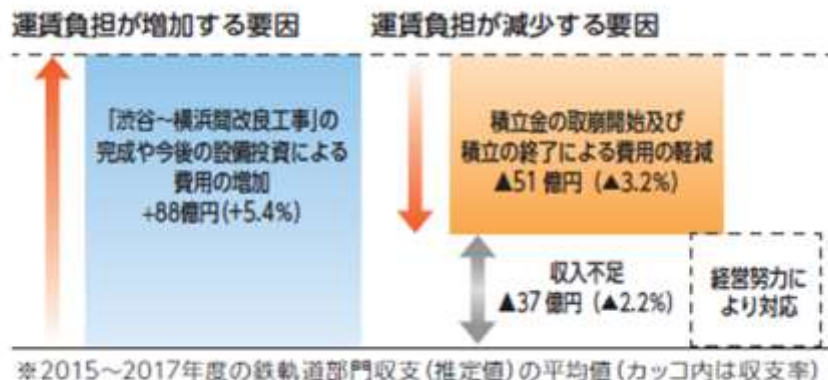 運賃負担が増加する要因
運賃負担が減少する要因
「渋谷〜横浜間改良工事」の
完成や今後の設備投資による
費用の増加
+88億円(+5.4%)
積立金の取崩開始及び
積立の終了による費用の軽減
▲51億円（▲3.2%）
収入不足
▲37億円（▲2.2%）
経営努力に
より対応
※2015〜2017年度の鉄軌道部門収支(推定値)の平均値(カッコ内は収支率)